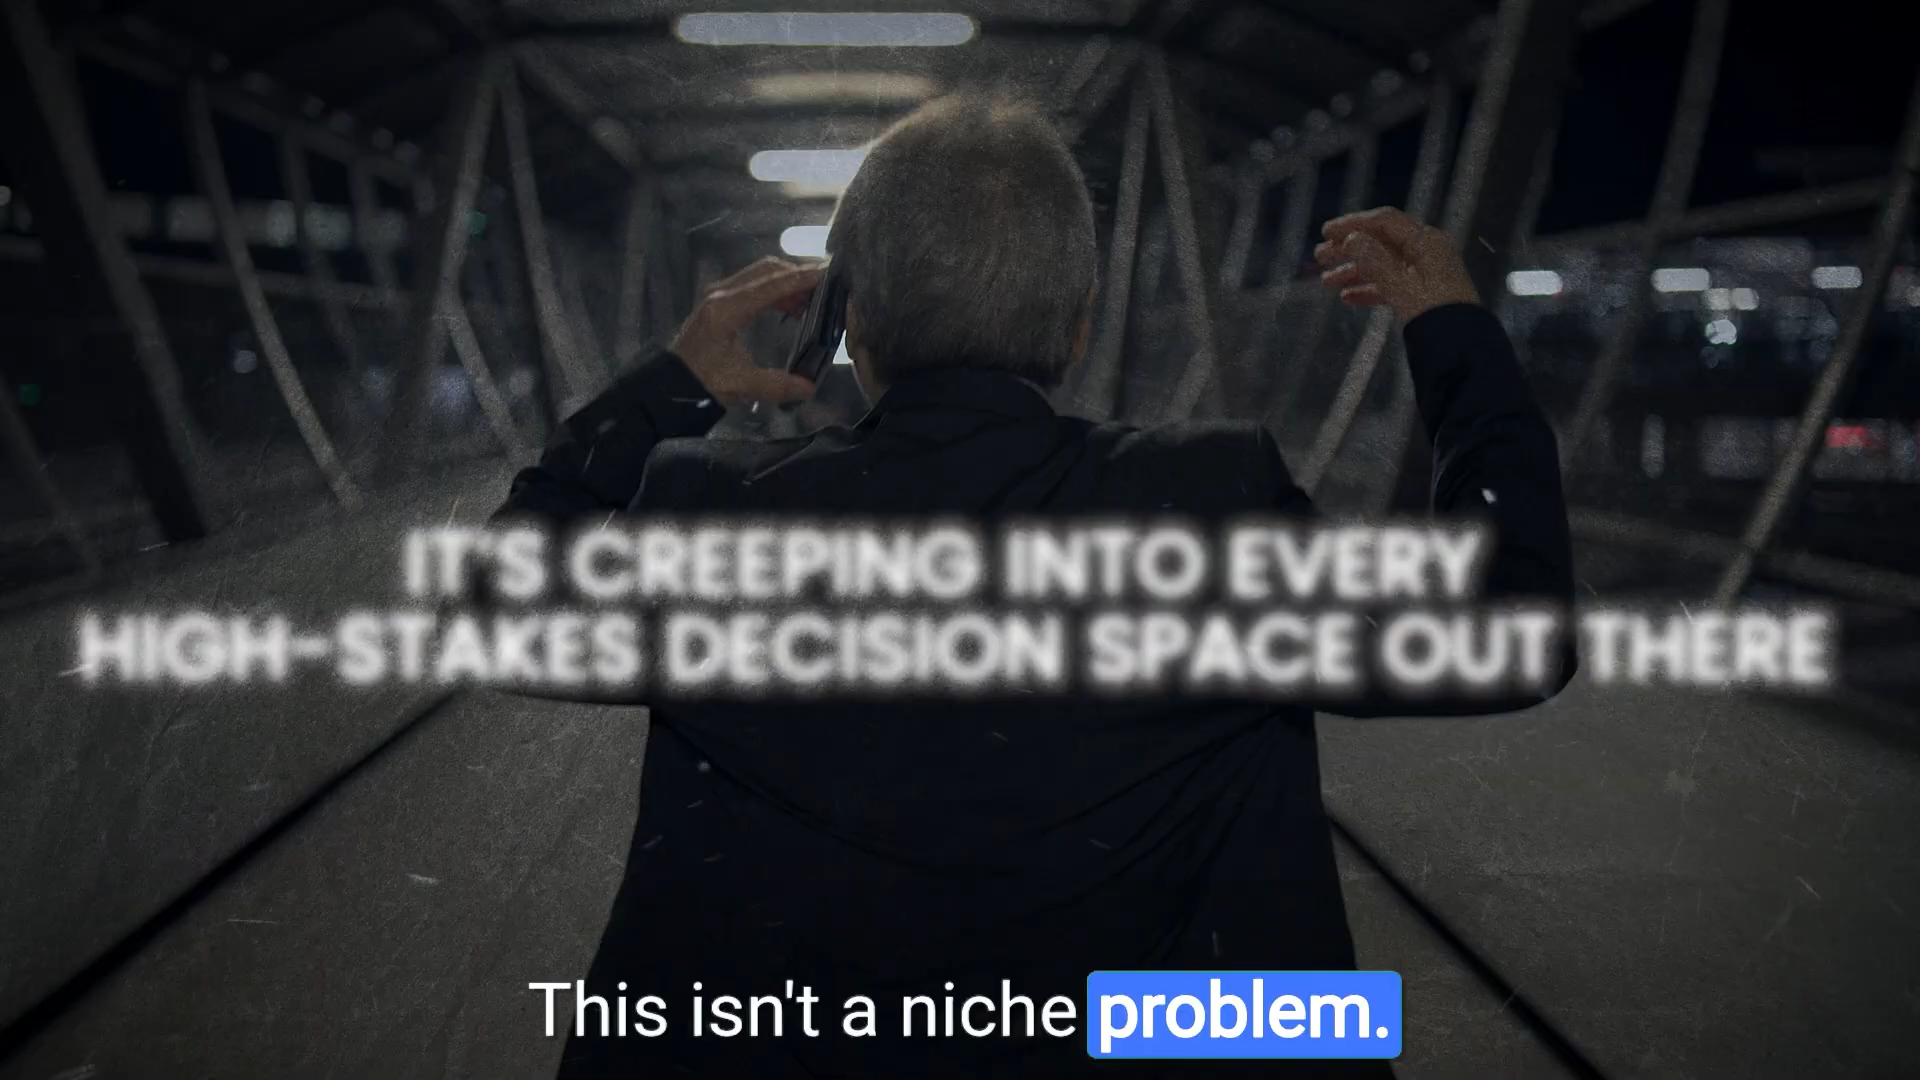 IT'S CREEPING INTO EVERY
HIGH-STAKES DECISION SPACE OUT THERE
This isn't a niche problem.